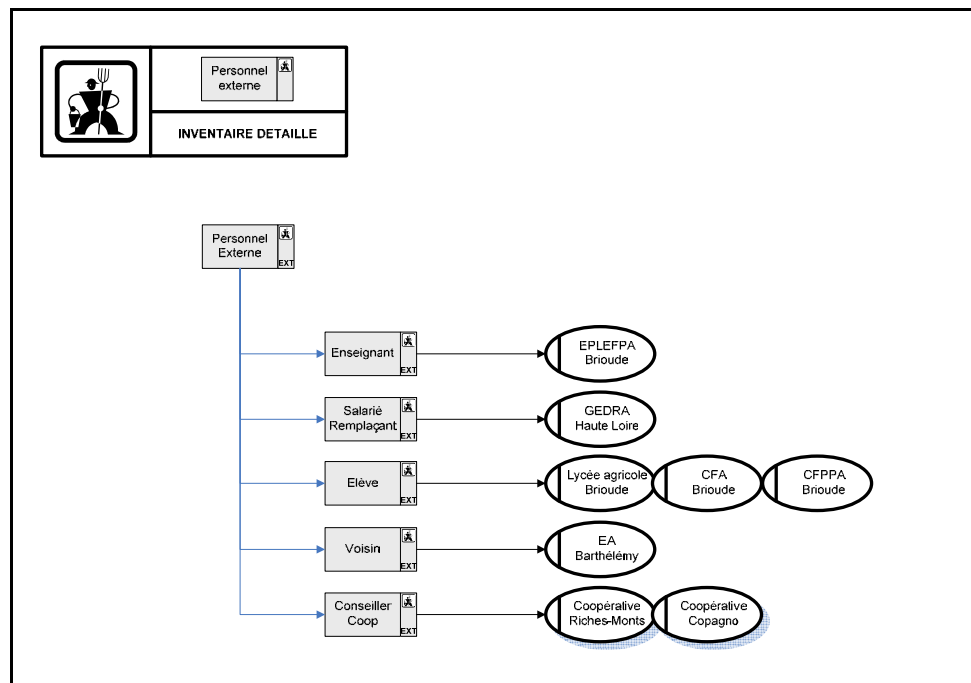 Personnel
externe
INVENTAIRE DETAILLE
Personnel
Externe
EXT
Enseignant
EXT
EPLEFPA
Brioude
Salarié
Remplaçant
EXT
GEDRA
Haute Loire
Elève
EXT
Lycée agricole
Brioude
CFA
Brioude
CFPPA
Brioude
Voisin
EXT
EA
Barthélémy
Conseiller
Coop
EXT
Coopérative
Riches-Monts
Coopérative
Copagno